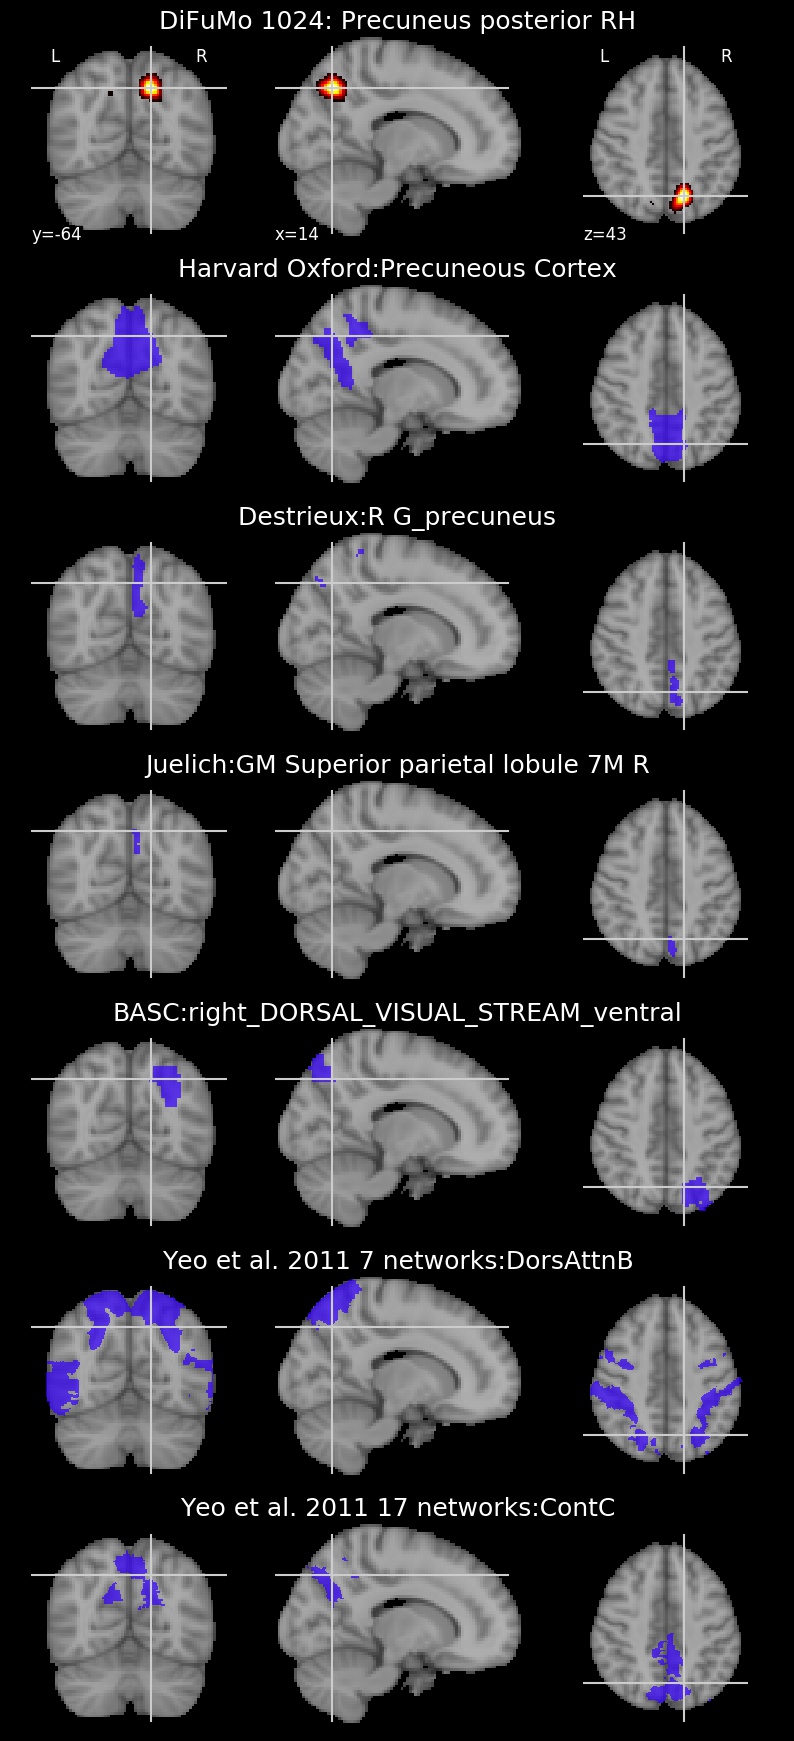 DiFuMo 1024: Precuneus posterior RH
L R L R
y=-64 x=14 z=43
Harvard Oxford:Precuneous Cortex
Destrieux:R G_precuneus
Juelich:GM Superior parietal lobule 7M R
BASC:right_DORSAL_VISUAL_STREAM_ventral
Yeo et al. 2011 7 networks:DorsAttnB
Yeo et al. 2011 17 networks:ContC